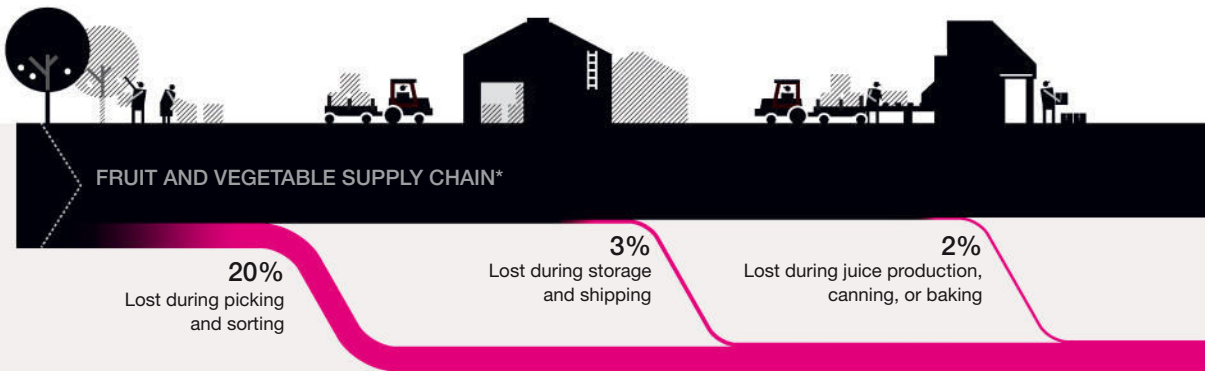 FRUIT AND VEGETABLE SUPPLY CHAIN*
20%
Lost during picking
and sorting
3%
Lost during storage
and shipping
2%
Lost during juice production,
canning, or baking